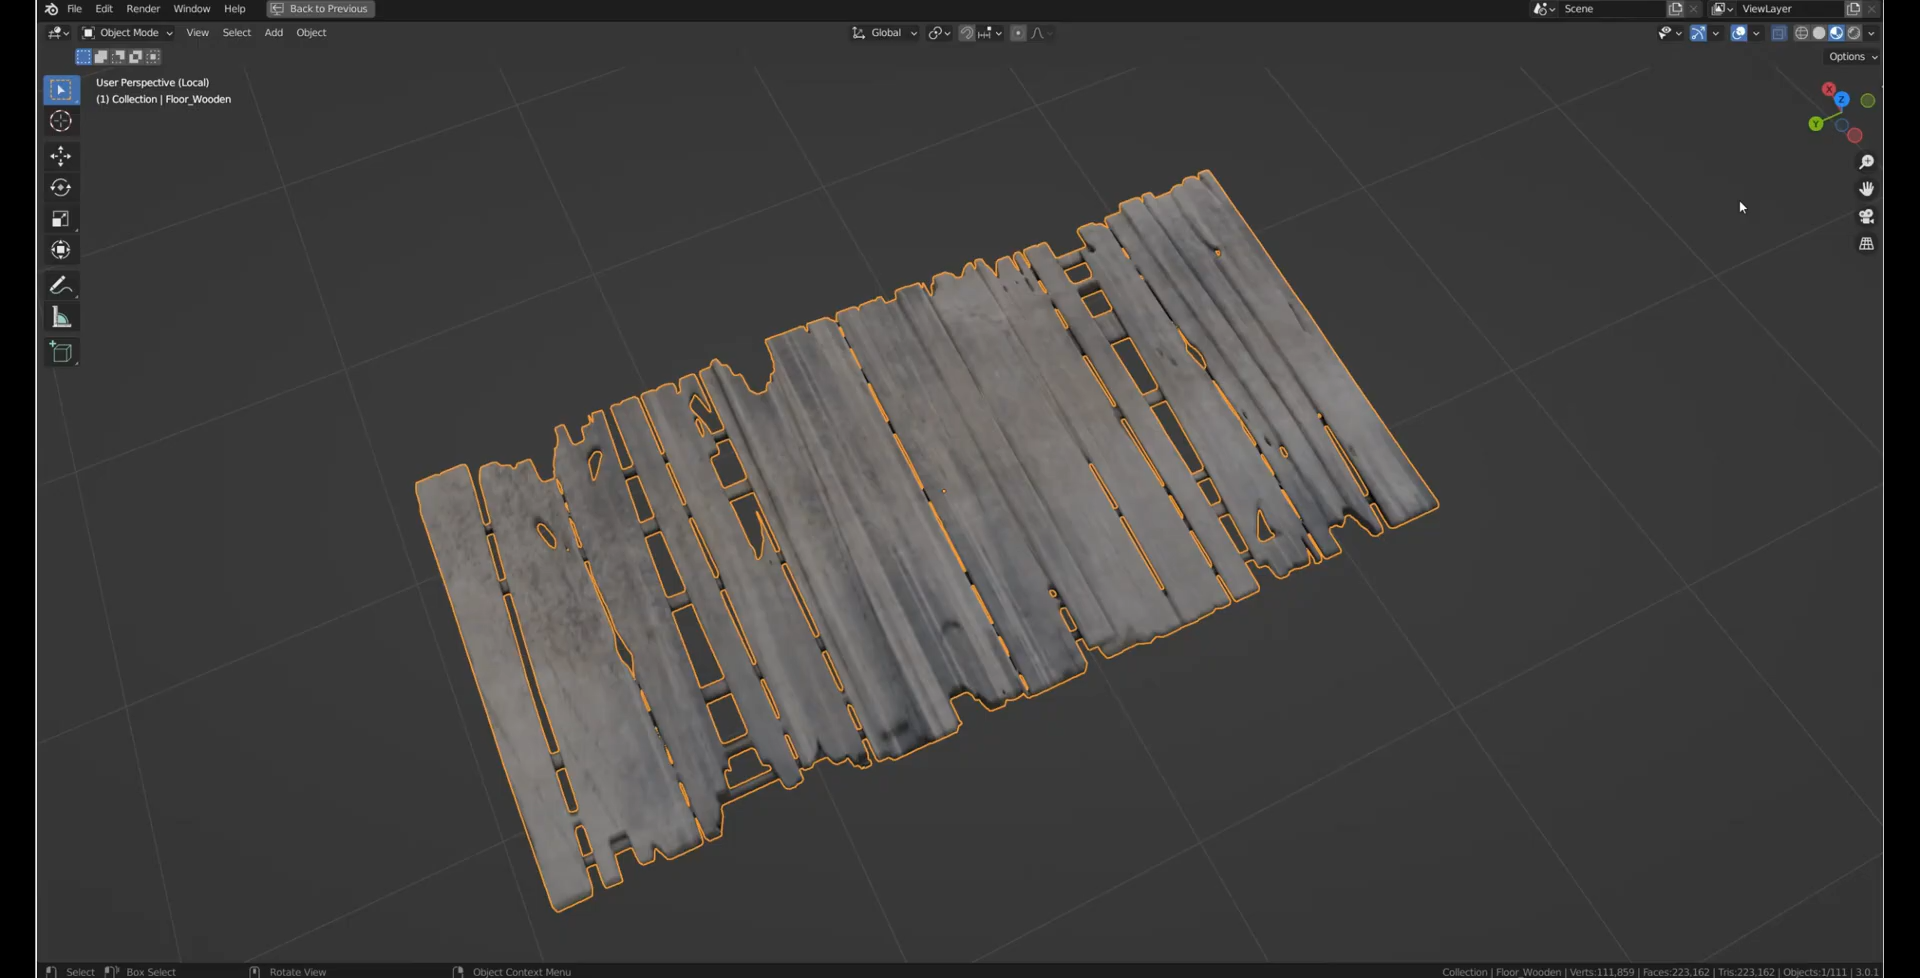 File Edit Render Window Help Back to Previous Scene ViewLayer
Object Mode View Select Add Object Global
Options
User Perspective (Local)
(1) Collection | Floor_Wooden
X
Z
Y
Select Box Select Rotate View Object Context Menu Collection | Floor_Wooden | Verts:111,859 | Faces:223,162 | Tris:223,162 | Objects:1/111 | 3.0.1